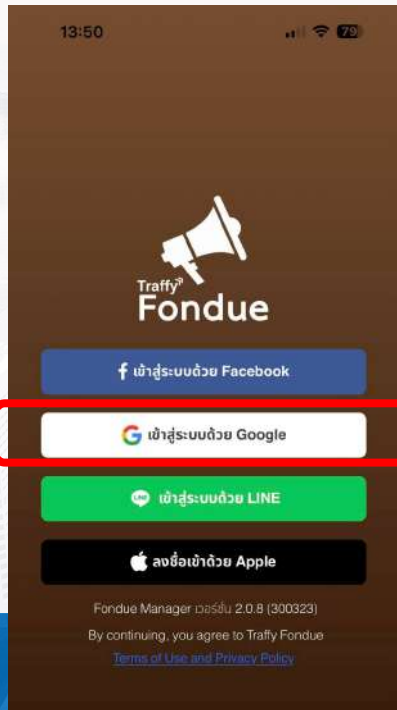 13:50
79
Traffy
Fondue
f เข้าสู่ระบบด้วย Facebook
G เข้าสู่ระบบด้วย Google
LINE เข้าสู่ระบบด้วย LINE
ลงชื่อเข้าด้วย Apple
Fondue Manager เวอร์ชั่น 2.0.8 (300323)
By continuing, you agree to Traffy Fondue
Terms of Use and Privacy Policy